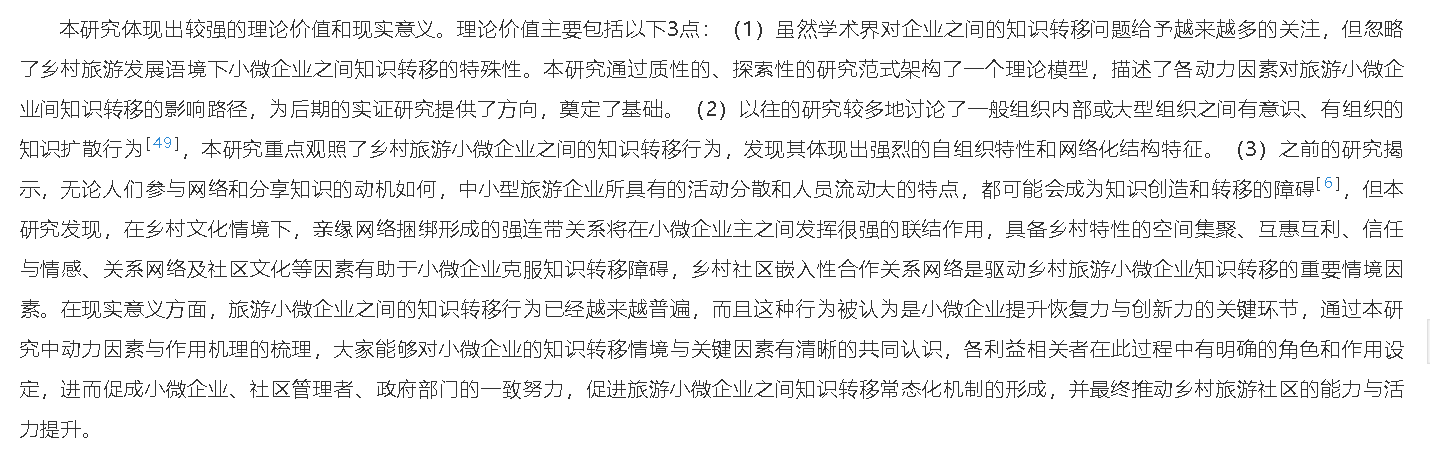 本研究体现出较强的理论价值和现实意义。理论价值主要包括以下3点：（1）虽然学术界对企业之间的知识转移问题给予越来越多的关注，但忽略
了乡村旅游发展语境下小微企业之间知识转移的特殊性。本研究通过质性的、探索性的研究范式架构了一个理论模型，描述了各动力因素对旅游小微企
业间知识转移的影响路径，为后期的实证研究提供了方向，奠定了基础。（2）以往的研究较多地讨论了一般组织内部或大型组织之间有意识、有组织的
知识扩散行为[49]，本研究重点观照了乡村旅游小微企业之间的知识转移行为，发现其体现出强烈的自组织特性和网络化结构特征。（3）之前的研究揭
示，无论人们参与网络和分享知识的动机如何，中小型旅游企业所具有的活动分散和人员流动大的特点，都可能会成为知识创造和转移的障碍[6]，但本
研究发现，在乡村文化情境下，亲缘网络捆绑形成的强连带关系将在小微企业主之间发挥很强的联结作用，具备乡村特性的空间集聚、互惠互利、信任
与情感、关系网络及社区文化等因素有助于小微企业克服知识转移障碍，乡村社区嵌入性合作关系网络是驱动乡村旅游小微企业知识转移的重要情境因
素。在现实意义方面，旅游小微企业之间的知识转移行为已经越来越普遍，而且这种行为被认为是小微企业提升恢复力与创新力的关键环节，通过本研
究中动力因素与作用机理的梳理，大家能够对小微企业的知识转移情境与关键因素有清晰的共同认识，各利益相关者在此过程中有明确的角色和作用设
定，进而促成小微企业、社区管理者、政府部门的一致努力，促进旅游小微企业之间知识转移常态化机制的形成，并最终推动乡村旅游社区的能力与活
力提升。